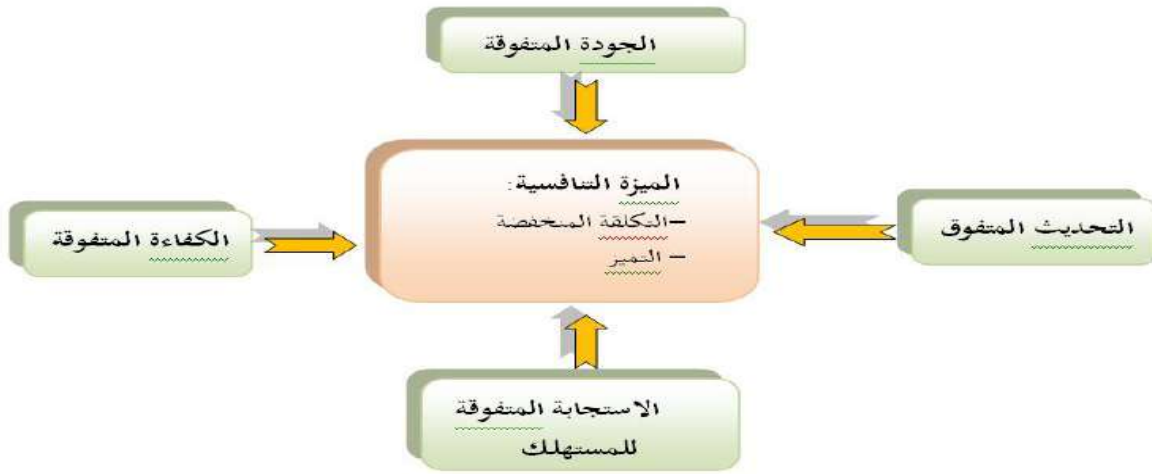 الجودة المتفوقة
الميزة التنافسية:
–التكلفة المنخفضة
– التميز
التحديث المتفوق
الكفاءة المتفوقة
الاستجابة المتفوقة
للمستهلك